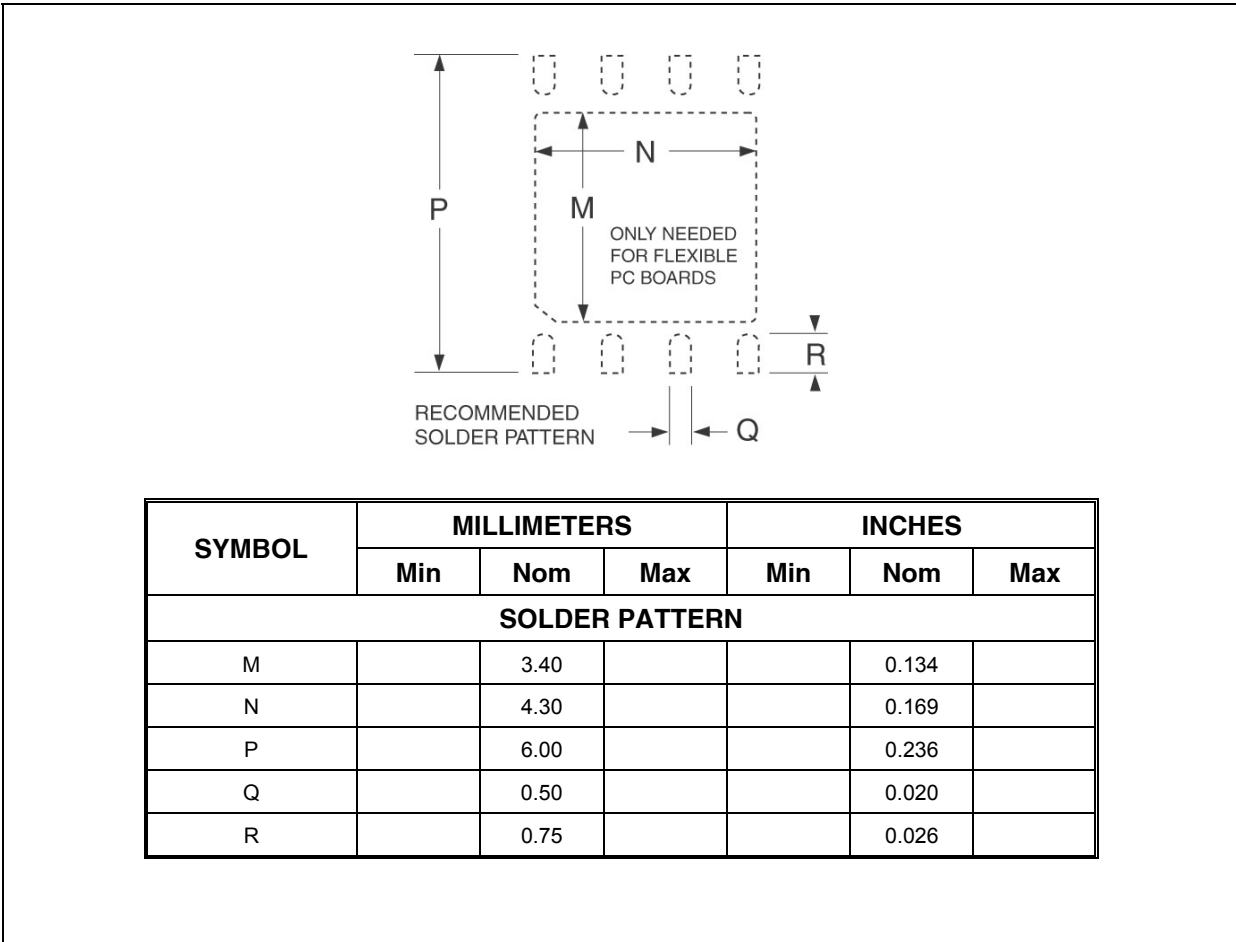 N
P
M
ONLY NEEDED
FOR FLEXIBLE
PC BOARDS
R
RECOMMENDED
SOLDER PATTERN
Q
SYMBOL MILLIMETERS INCHES
Min Nom Max Min Nom Max
SOLDER PATTERN
M 3.40 0.134
N 4.30 0.169
P 6.00 0.236
Q 0.50 0.020
R 0.75 0.026